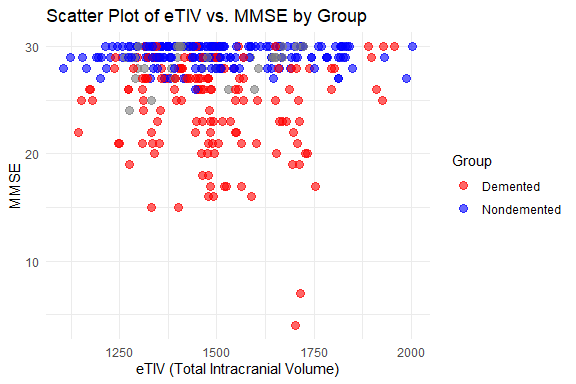 Scatter Plot of eTIV vs. MMSE by Group
30
20
10
MMSE
1250 1500 1750 2000
eTIV (Total Intracranial Volume)
Group
Demented
Nondemented